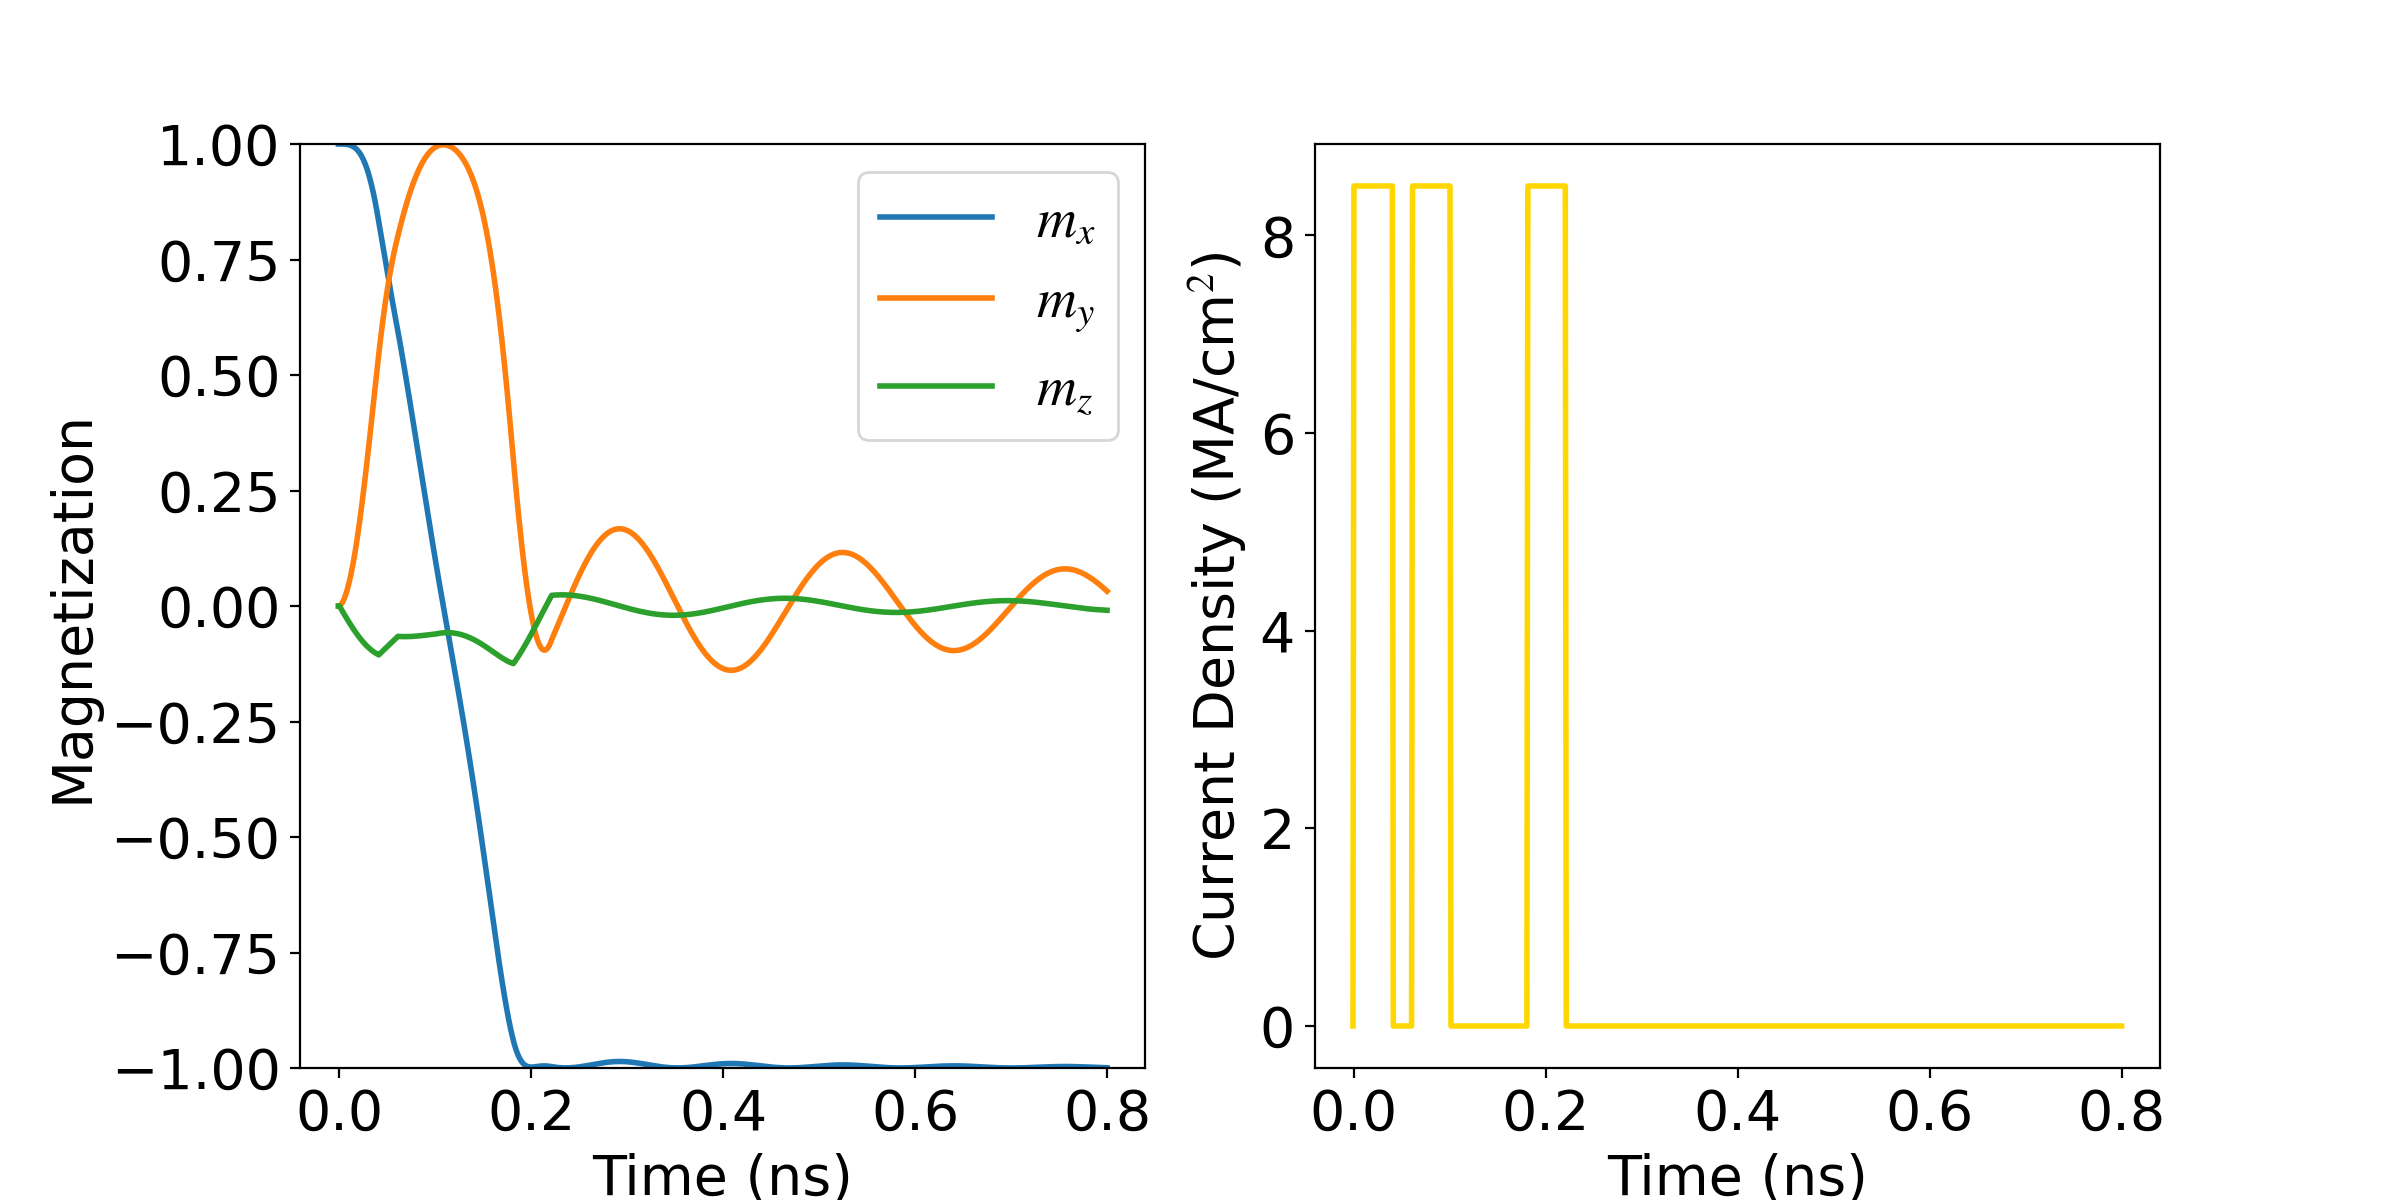 1.00
0.75
0.50
0.25
0.00
−0.25
−0.50
−0.75
−1.00
Magnetization
0.0 0.2 0.4 0.6 0.8
Time (ns)
m_x
m_y
m_z
8
6
4
2
0
Current Density (MA/cm²)
0.0 0.2 0.4 0.6 0.8
Time (ns)